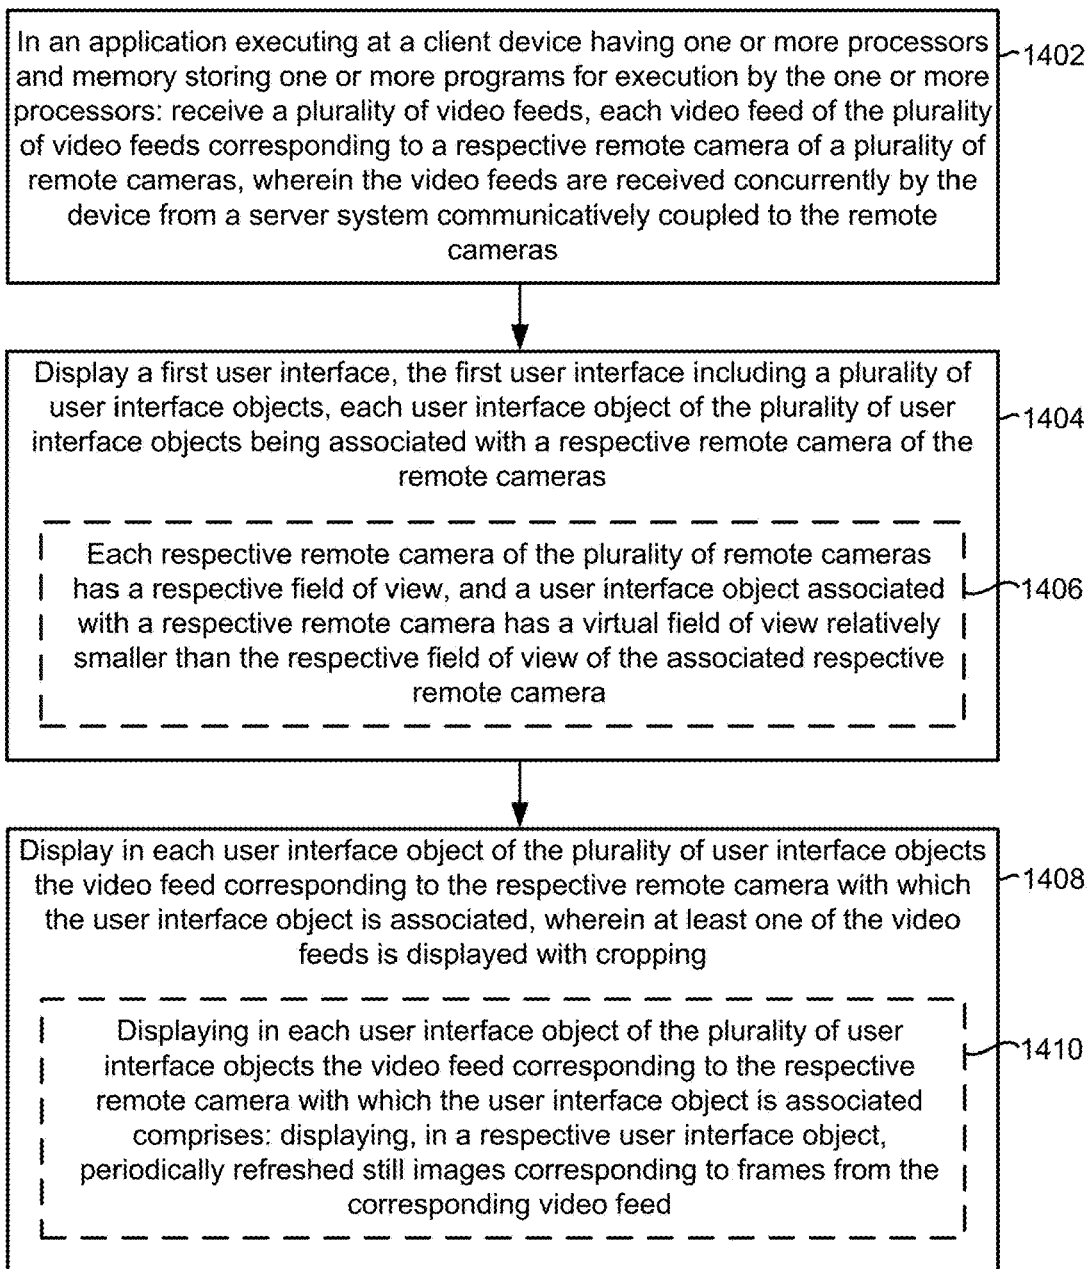 In an application executing at a client device having one or more processors
and memory storing one or more programs for execution by the one or more
processors: receive a plurality of video feeds, each video feed of the plurality
of video feeds corresponding to a respective remote camera of a plurality of
remote cameras, wherein the video feeds are received concurrently by the
device from a server system communicatively coupled to the remote
cameras
1402
Display a first user interface, the first user interface including a plurality of
user interface objects, each user interface object of the plurality of user
interface objects being associated with a respective remote camera of the
remote cameras
1404
Each respective remote camera of the plurality of remote cameras
has a respective field of view, and a user interface object associated
with a respective remote camera has a virtual field of view relatively
smaller than the respective field of view of the associated respective
remote camera
1406
Display in each user interface object of the plurality of user interface objects
the video feed corresponding to the respective remote camera with which
the user interface object is associated, wherein at least one of the video
feeds is displayed with cropping
1408
Displaying in each user interface object of the plurality of user
interface objects the video feed corresponding to the respective
remote camera with which the user interface object is associated
comprises: displaying, in a respective user interface object,
periodically refreshed still images corresponding to frames from the
corresponding video feed
1410